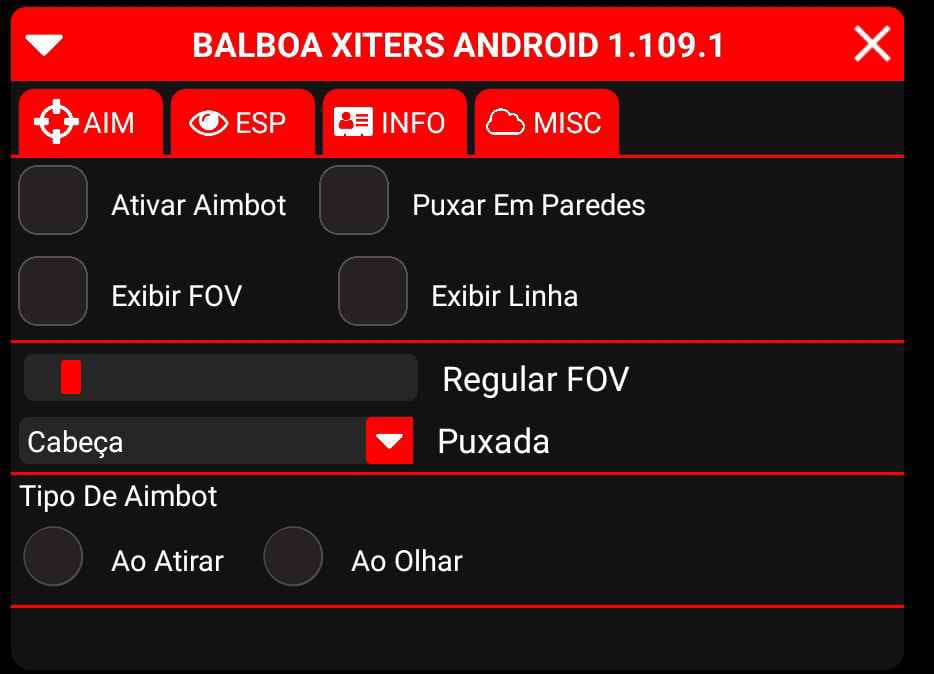 BALBOA XITERS ANDROID 1.109.1
AIM ESP INFO MISC
Ativar Aimbot Puxar Em Paredes
Exibir FOV Exibir Linha
Regular FOV
Cabeça Puxada
Tipo De Aimbot
Ao Atirar Ao Olhar